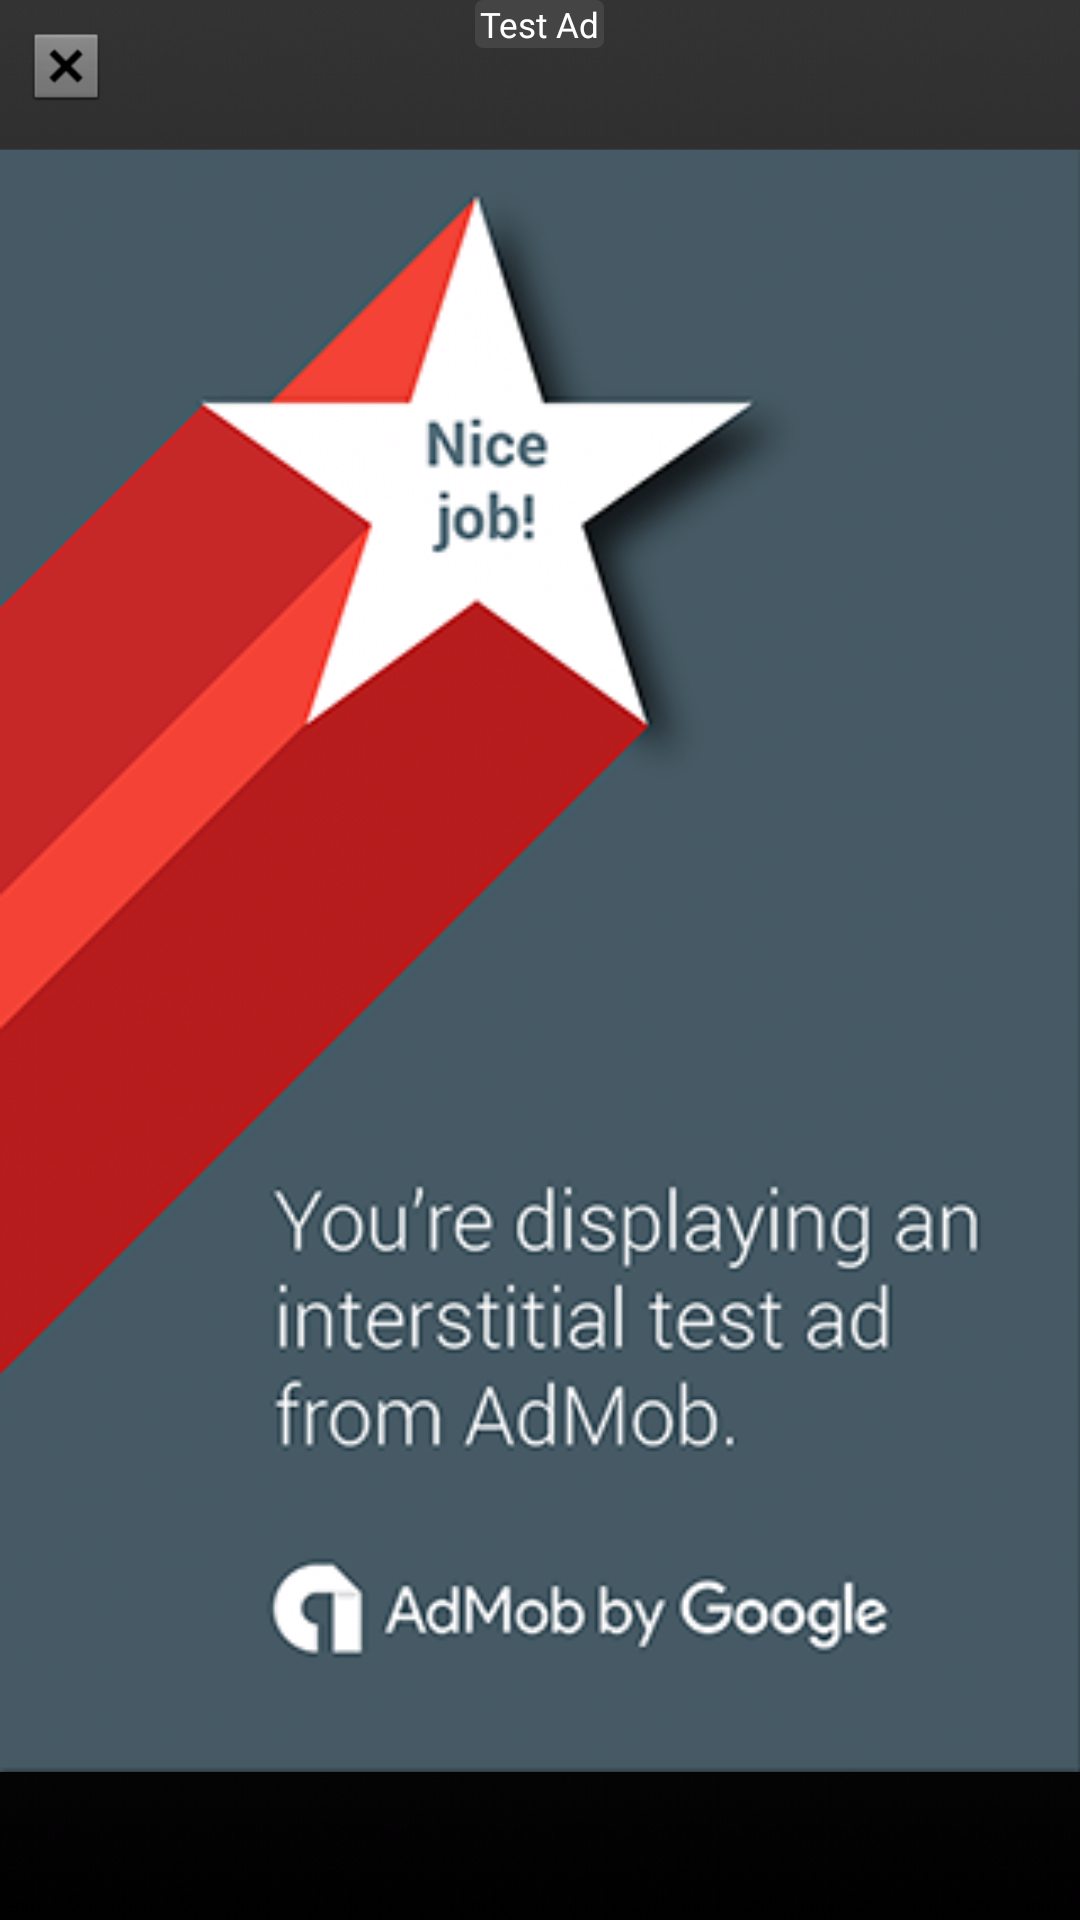 Test Ad
Nice
job!
You’re displaying an
interstitial test ad
from AdMob.
AdMob by Google